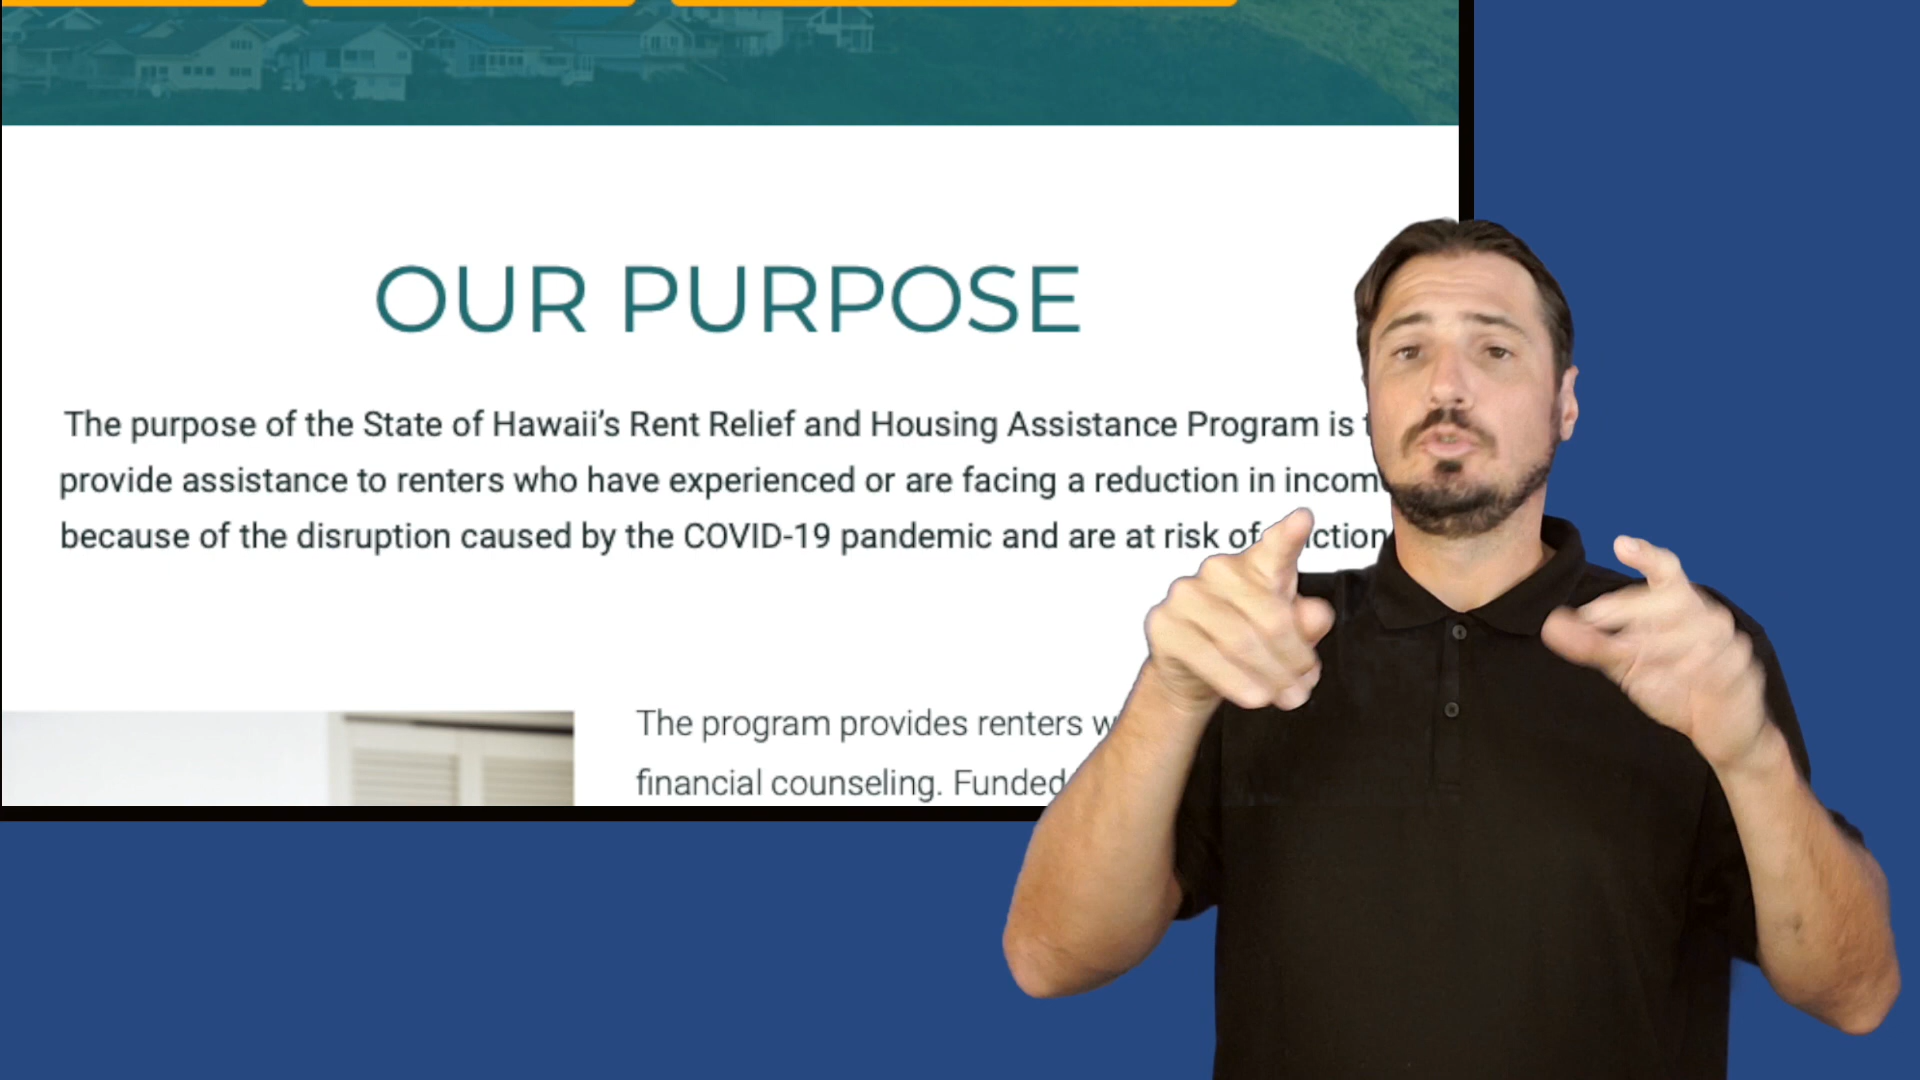 OUR PURPOSE
The purpose of the State of Hawaii’s Rent Relief and Housing Assistance Program is
provide assistance to renters who have experienced or are facing a reduction in
because of the disruption caused by the COVID-19 pandemic and are at risk of
The program provides renters
financial counseling. Funded